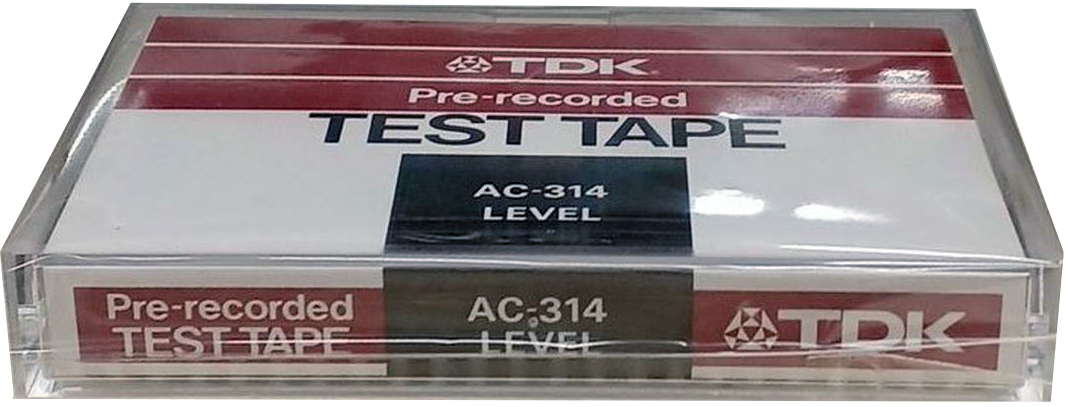 TDK
Pre-recorded
TEST TAPE
AC-314
LEVEL
Pre-recorded
TEST TAPE
AC-314
LEVEL
TDK